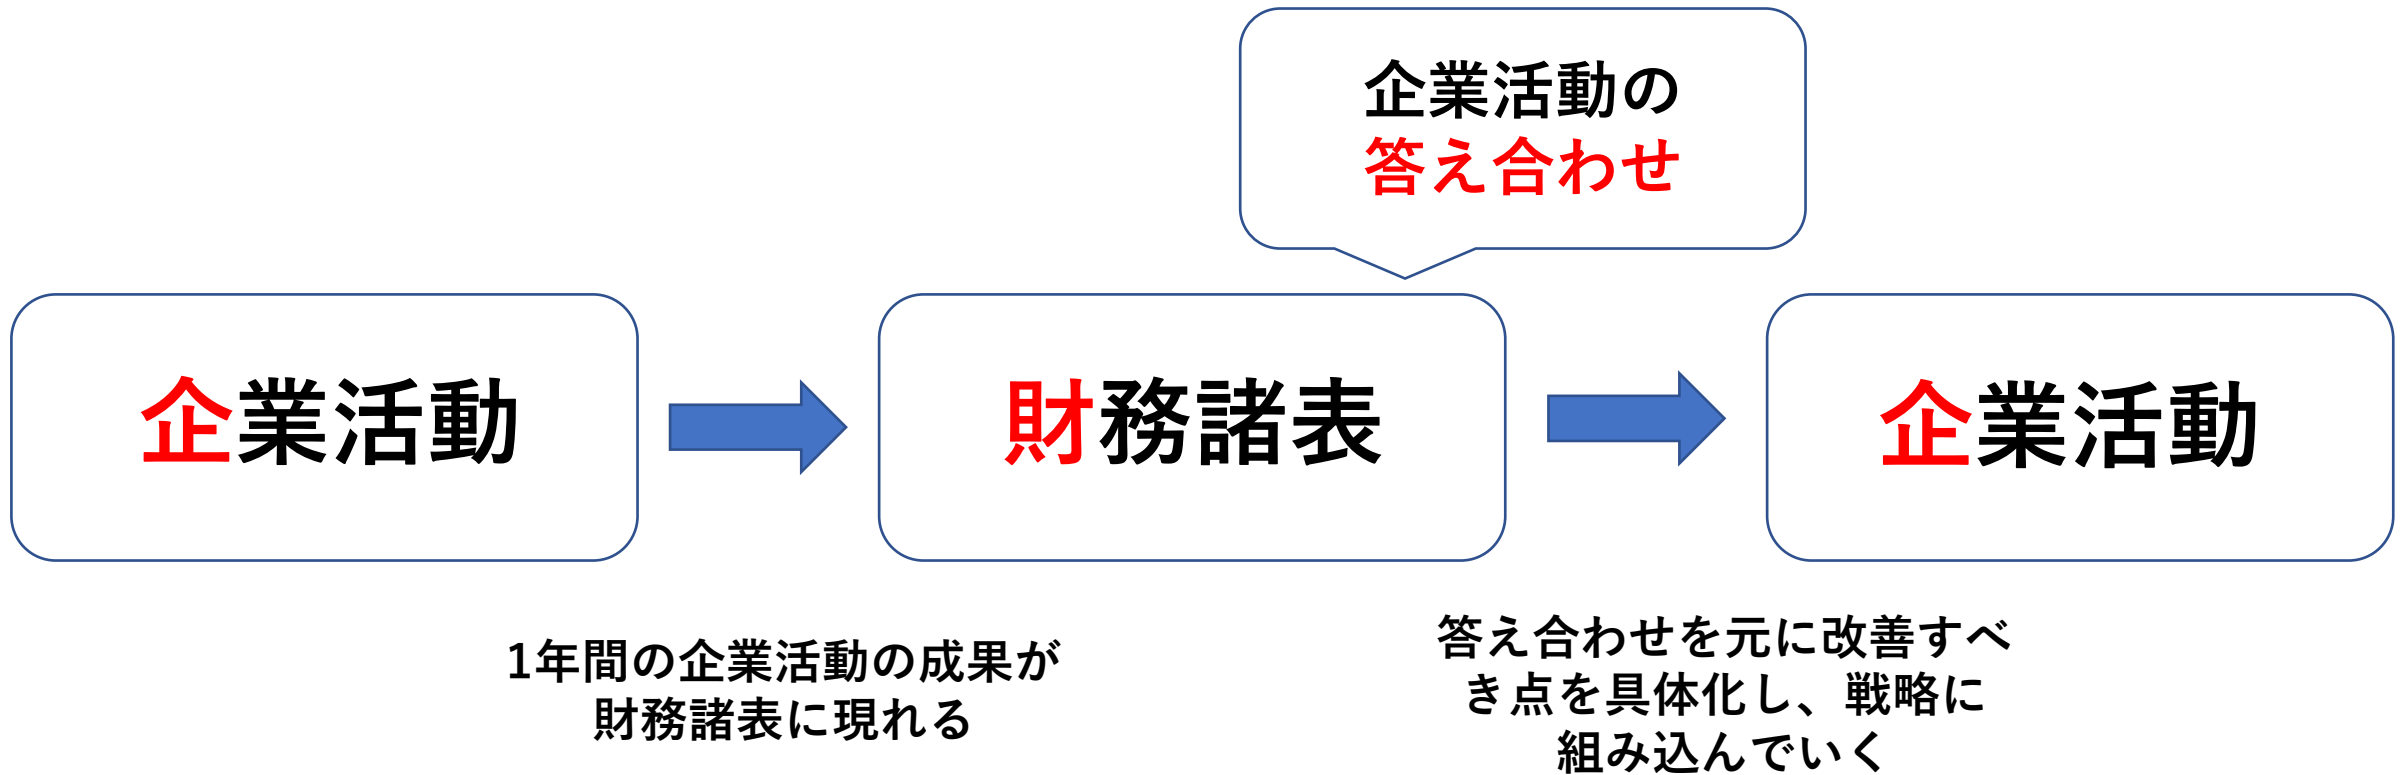 企業活動の
答え合わせ
企業活動
財務諸表
企業活動
1年間の企業活動の成果が
財務諸表に現れる
答え合わせを元に改善すべ
き点を具体化し、戦略に
組み込んでいく